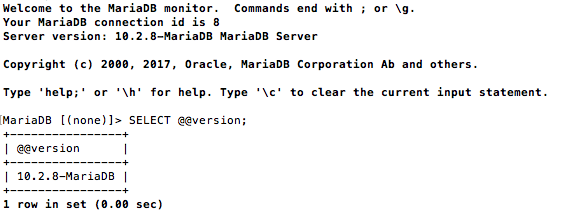 Welcome to the MariaDB monitor.  Commands end with ; or \g.
Your MariaDB connection id is 8
Server version: 10.2.8-MariaDB MariaDB Server
Copyright (c) 2000, 2017, Oracle, MariaDB Corporation Ab and others.
Type 'help;' or '\h' for help. Type '\c' to clear the current input statement.
MariaDB [(none)]> SELECT @@version;
+----------------+
| @@version      |
+----------------+
| 10.2.8-MariaDB |
+----------------+
1 row in set (0.00 sec)